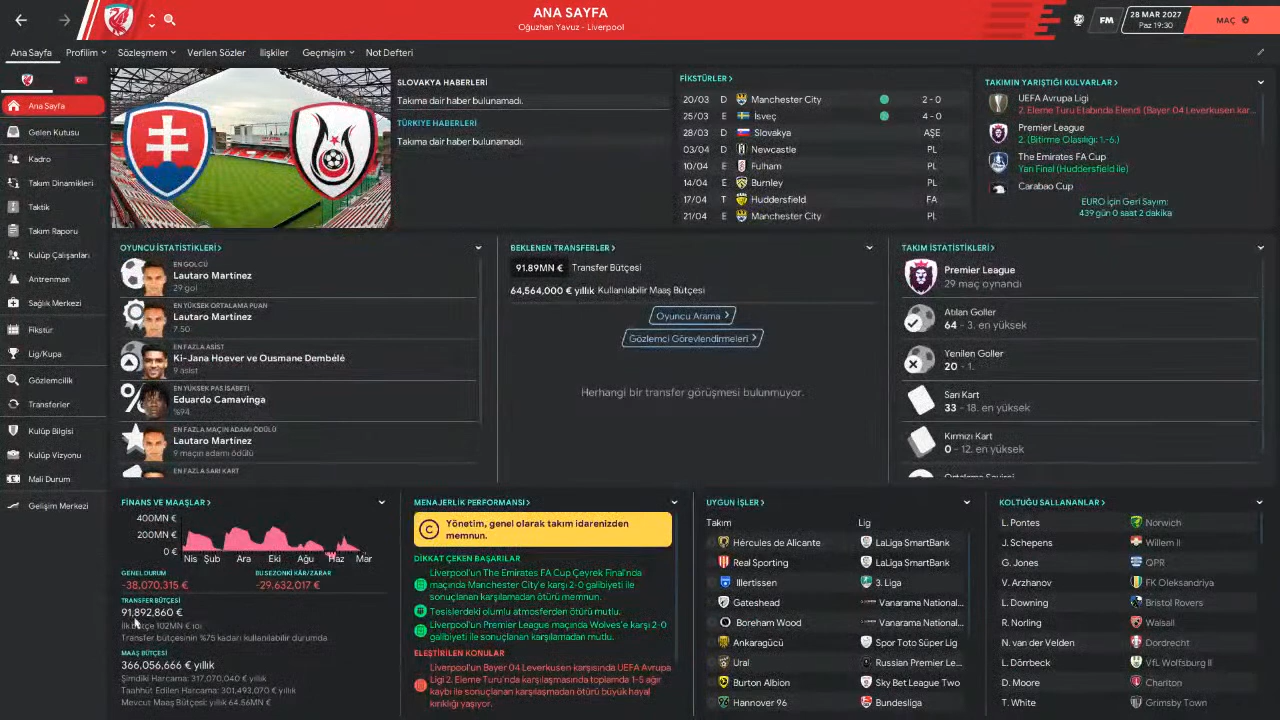 ANA SAYFA
Oğuzhan Yavuz - Liverpool
FM
28 MAR 2027
Paz 19:30
MAÇ
Ana Sayfa
Profilim
Sözleşmem
Verilen Sözler
İlişkiler
Geçmişim
Not Defteri
Ana Sayfa
Gelen Kutusu
Kadro
Takım Dinamikleri
Taktik
Takım Raporu
Kulüp Çalışanları
Antrenman
Sağlık Merkezi
Fikstür
Lig/Kupa
Gözlemcilik
Transferler
Kulüp Bilgisi
Kulüp Vizyonu
Mali Durum
Gelişim Merkezi
SLOVAKYA HABERLERİ
Takıma dair haber bulunamadı.
TÜRKİYE HABERLERİ
Takıma dair haber bulunamadı.
FİKSTÜRLER >
20/03 D Manchester City 2 - 0
25/03 E İsveç 4 - 0
28/03 D Slovakya AŞE
03/04 D Newcastle PL
10/04 E Fulham PL
14/04 E Burnley PL
17/04 T Huddersfield FA
21/04 E Manchester City PL
TAKIMIN YARIŞTIĞI KULVARLAR >
UEFA Avrupa Ligi
2. Eleme Turu Etabında Elendi (Bayer 04 Leverkusen kar...
Premier League
2. (Bitirme Olasılığı: 1.-6.)
The Emirates FA Cup
Yarı Final (Huddersfield ile)
Carabao Cup
EURO için Geri Sayım:
439 gün 0 saat 2 dakika
OYUNCU İSTATİSTİKLERİ >
EN GOLCÜ
Lautaro Martínez
29 gol
EN YÜKSEK ORTALAMA PUAN
Lautaro Martínez
7.50
EN FAZLA ASİST
Ki-Jana Hoever ve Ousmane Dembélé
9 asist
EN YÜKSEK PAS İSABETİ
Eduardo Camavinga
%94
EN FAZLA MAÇIN ADAMI ÖDÜLÜ
Lautaro Martínez
9 maçın adamı ödülü
EN FAZLA SARI KART
BEKLENEN TRANSFERLER >
91.89MN € Transfer Bütçesi
64,564,000 € yıllık Kullanılabilir Maaş Bütçesi
Oyuncu Arama >
Gözlemci Görevlendirmeleri >
Herhangi bir transfer görüşmesi bulunmuyor.
TAKIM İSTATİSTİKLERİ >
Premier League
29 maç oynandı
Atılan Goller
64 - 3. en yüksek
Yenilen Goller
20 - 1.
Sarı Kart
33 - 18. en yüksek
Kırmızı Kart
0 - 12. en yüksek
FİNANS VE MAAŞLAR >
400MN €
200MN €
0 €
Nis Şub Ara Eki Ağu Haz Mar
GENEL DURUM
-38,070,315 €
BU SEZONKİ KÂR/ZARAR
-29,632,017 €
TRANSFER BÜTÇESİ
91,892,860 €
Transfer bütçesinin %75 kadarı kullanılabilir durumda
MAAŞ BÜTÇESİ
366,056,666 € yıllık
Şimdiki Harcama: 317,070,040 € yıllık
Taahhüt Edilen Harcama: 301,493,070 € yıllık
Mevcut Maaş Bütçesi: yıllık 64.56MN €
MENAJERLİK PERFORMANSI >
C
Yönetim, genel olarak takım idarenizden
memnun.
DİKKAT ÇEKEN BAŞARILAR
Liverpool'un The Emirates FA Cup Çeyrek Final'ında
maçında Manchester City'e karşı 2-0 galibiyeti ile
sonuçlanan karşılamadan ötürü memnun.
Tesislerdeki olumlu atmosferden ötürü mutlu.
Liverpool'un Premier League maçında Wolves'e karşı 2-0
galibiyeti ile sonuçlanan karşılamadan mutlu.
ELEŞTİRİLEN KONULAR
Liverpool'un Bayer 04 Leverkusen karşısında UEFA Avrupa
Ligi 2. Eleme Turu'nda karşılaşmasında toplamda 1-5 ağır
kaybı ile sonuçlanan karşılaşmadan ötürü büyük hayal
kırıklığı yaşıyor.
UYGUN İŞLER >
Takım Lig
Hércules de Alicante LaLiga SmartBank
Real Sporting LaLiga SmartBank
Illertissen 3. Liga
Gateshead Vanarama National...
Boreham Wood Vanarama National...
Ankaragücü Spor Toto Süper Lig
Ural Russian Premier Le...
Burton Albion Sky Bet League Two
Hannover 96 Bundesliga
KOLTUĞU SALLANANLAR >
L. Pontes Norwich
J. Schepens Willem II
G. Jones QPR
V. Arzhanov FK Oleksandriya
L. Downing Bristol Rovers
R. Norling Walsall
N. van der Velden Dordrecht
L. Dörrbeck VfL Wolfsburg II
D. Moore Charlton
T. White Grimsby Town